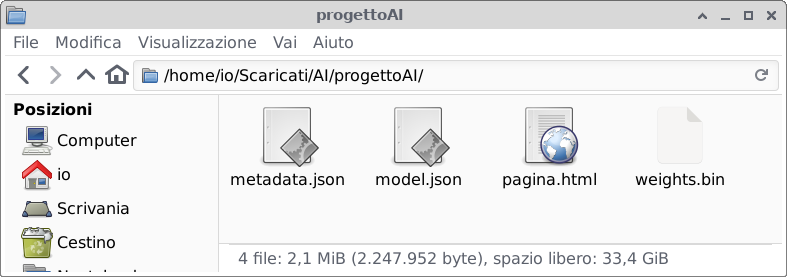 progettoAI
File Modifica Visualizzazione Vai Aiuto
/home/io/Scaricati/AI/progettoAI/
Posizioni
Computer
io
Scrivania
Cestino
metadata.json model.json pagina.html weights.bin
4 file: 2,1 MiB (2.247.952 byte), spazio libero: 33,4 GiB